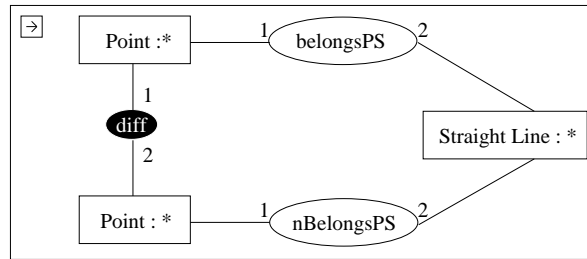 →
Point :*
1
belongsPS
2
1
diff
2
Straight Line : *
Point : *
1
nBelongsPS
2